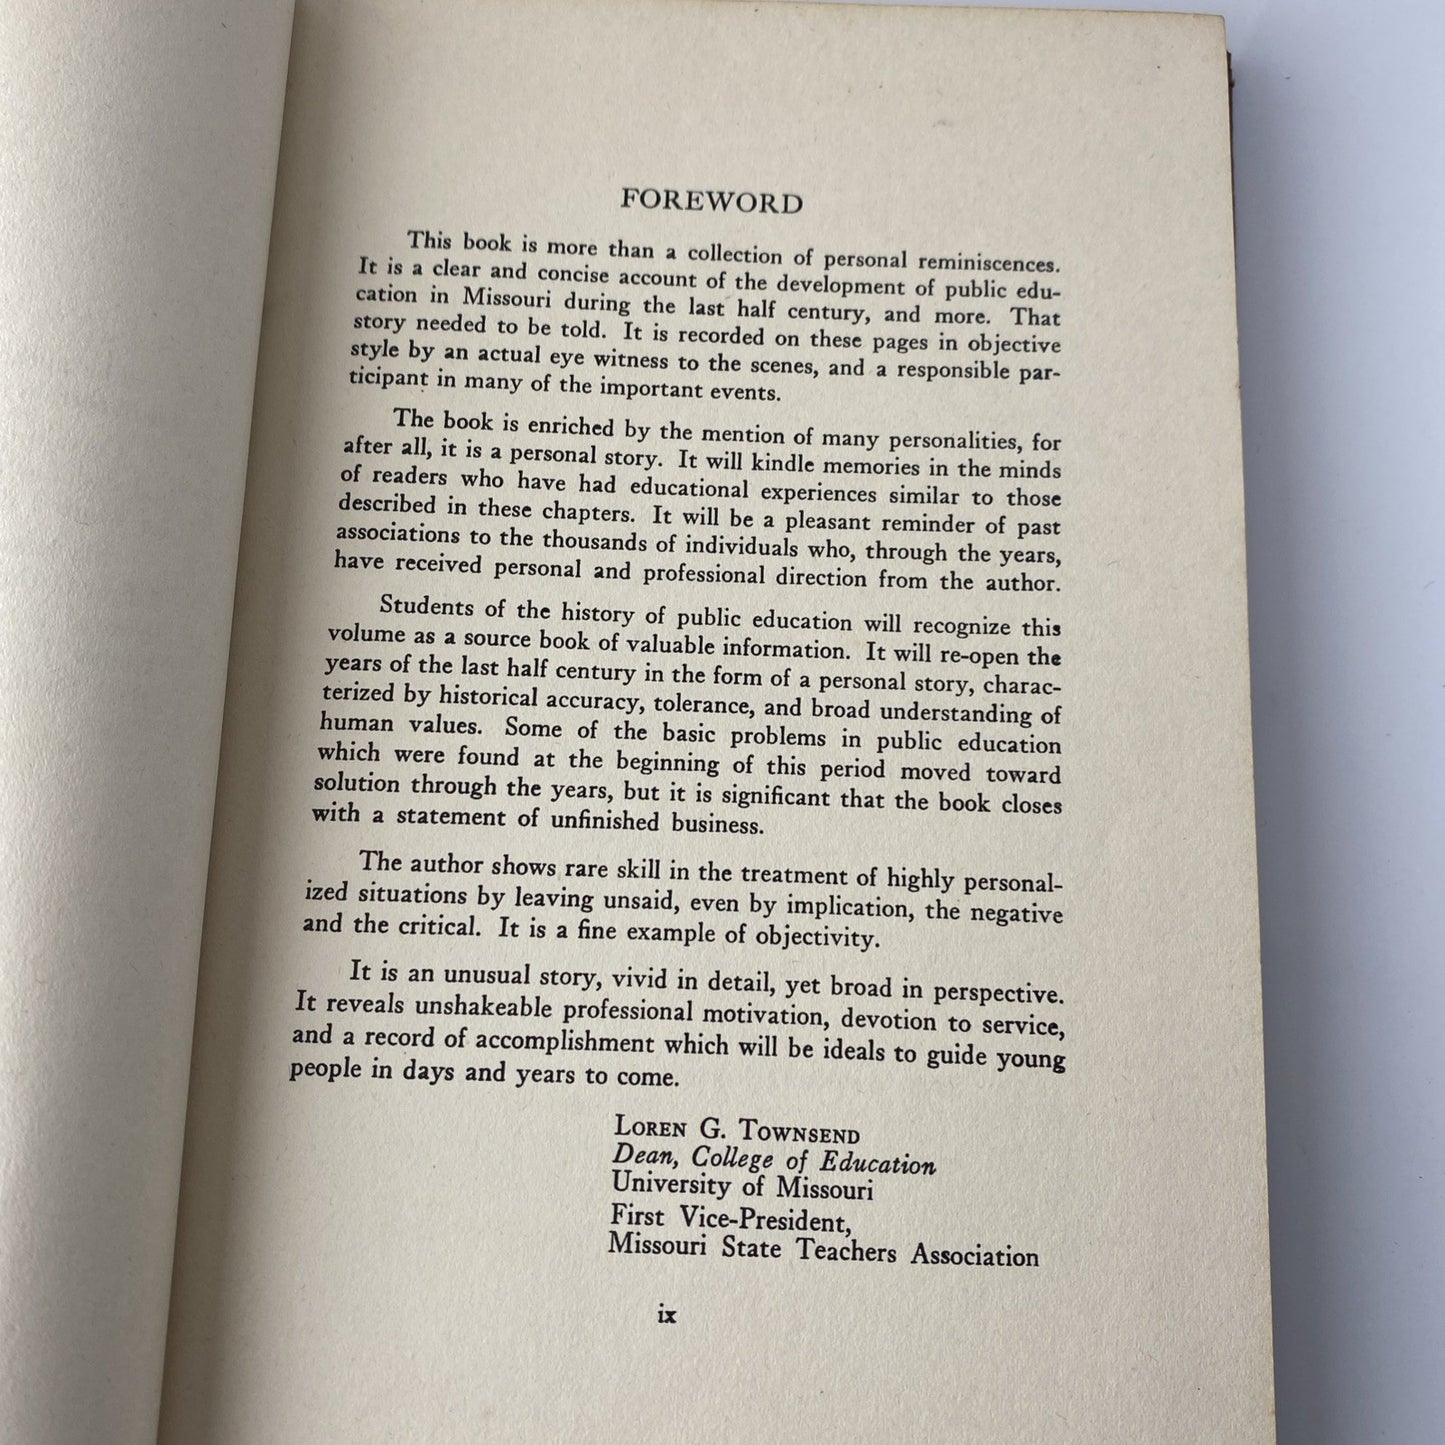 FOREWORD
This book is more than a collection of personal reminiscences.
It is a clear and concise account of the development of public edu-
cation in Missouri during the last half century, and more. That
story needed to be told. It is recorded on these pages in objective
style by an actual eye witness to the scenes, and a responsible par-
ticipant in many of the important events.
The book is enriched by the mention of many personalities, for
after all, it is a personal story. It will kindle memories in the minds
of readers who have had educational experiences similar to those
described in these chapters. It will be a pleasant reminder of past
associations to the thousands of individuals who, through the years,
have received personal and professional direction from the author.
Students of the history of public education will recognize this
volume as a source book of valuable information. It will re-open the
years of the last half century in the form of a personal story, charac-
terized by historical accuracy, tolerance, and broad understanding of
human values. Some of the basic problems in public education
which were found at the beginning of this period moved toward
solution through the years, but it is significant that the book closes
with a statement of unfinished business.
The author shows rare skill in the treatment of highly personal-
ized situations by leaving unsaid, even by implication, the negative
and the critical. It is a fine example of objectivity.
It is an unusual story, vivid in detail, yet broad in perspective.
It reveals unshakeable professional motivation, devotion to service,
and a record of accomplishment which will be ideals to guide young
people in days and years to come.
LOREN G. TOWNSEND
Dean, College of Education
University of Missouri
First Vice-President,
Missouri State Teachers Association
ix